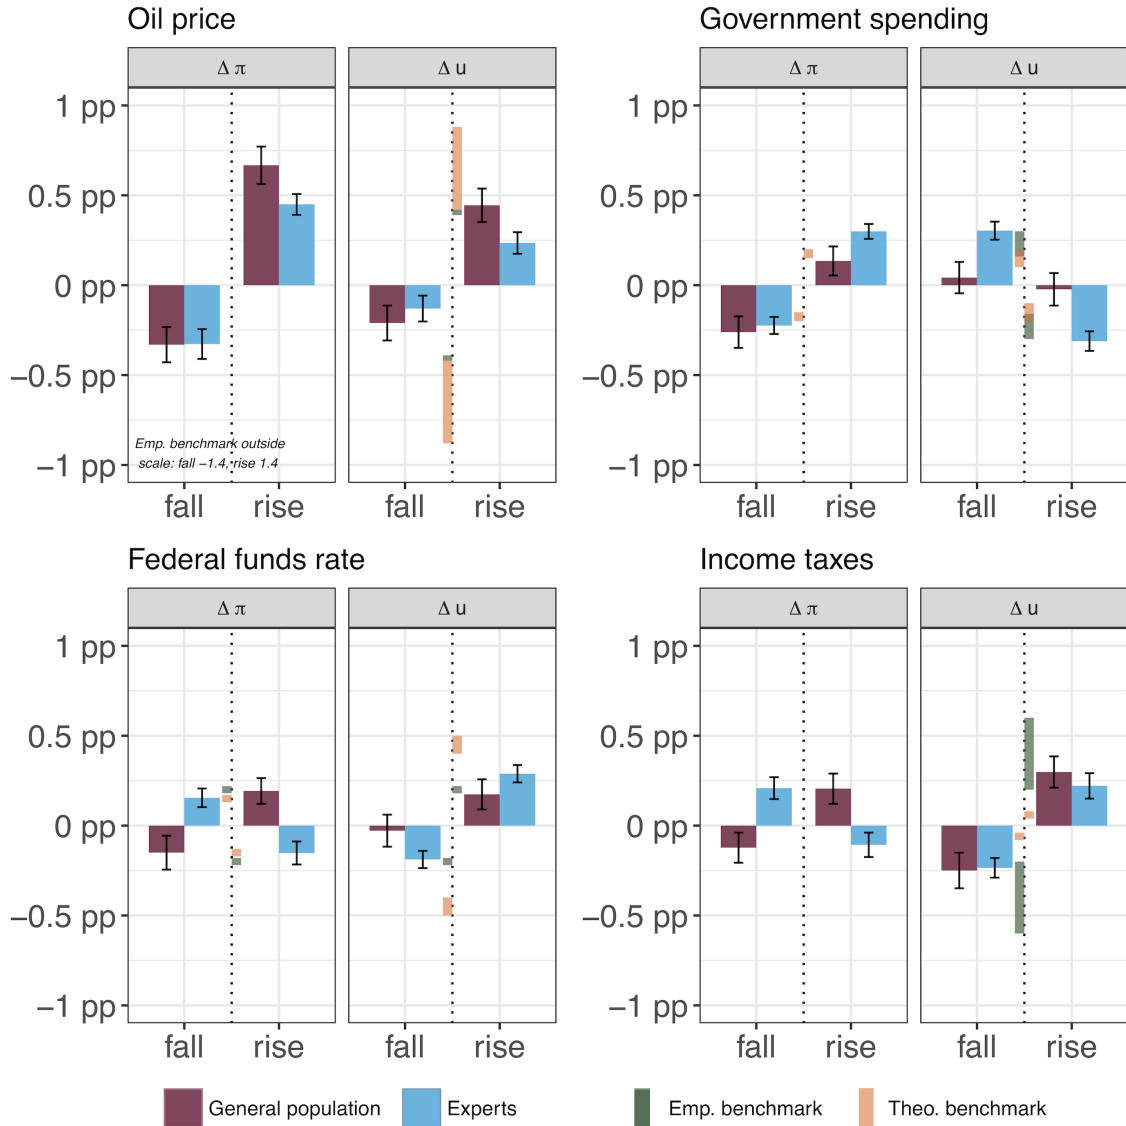 Oil price
Δ π
Δ u
1 pp
0.5 pp
0 pp
−0.5 pp
−1 pp
Emp. benchmark outside
scale: fall −1.4, rise 1.4
fall
rise
fall
rise
Government spending
Δ π
Δ u
1 pp
0.5 pp
0 pp
−0.5 pp
−1 pp
fall
rise
fall
rise
Federal funds rate
Δ π
Δ u
1 pp
0.5 pp
0 pp
−0.5 pp
−1 pp
fall
rise
fall
rise
Income taxes
Δ π
Δ u
1 pp
0.5 pp
0 pp
−0.5 pp
−1 pp
fall
rise
fall
rise
General population
Experts
Emp. benchmark
Theo. benchmark